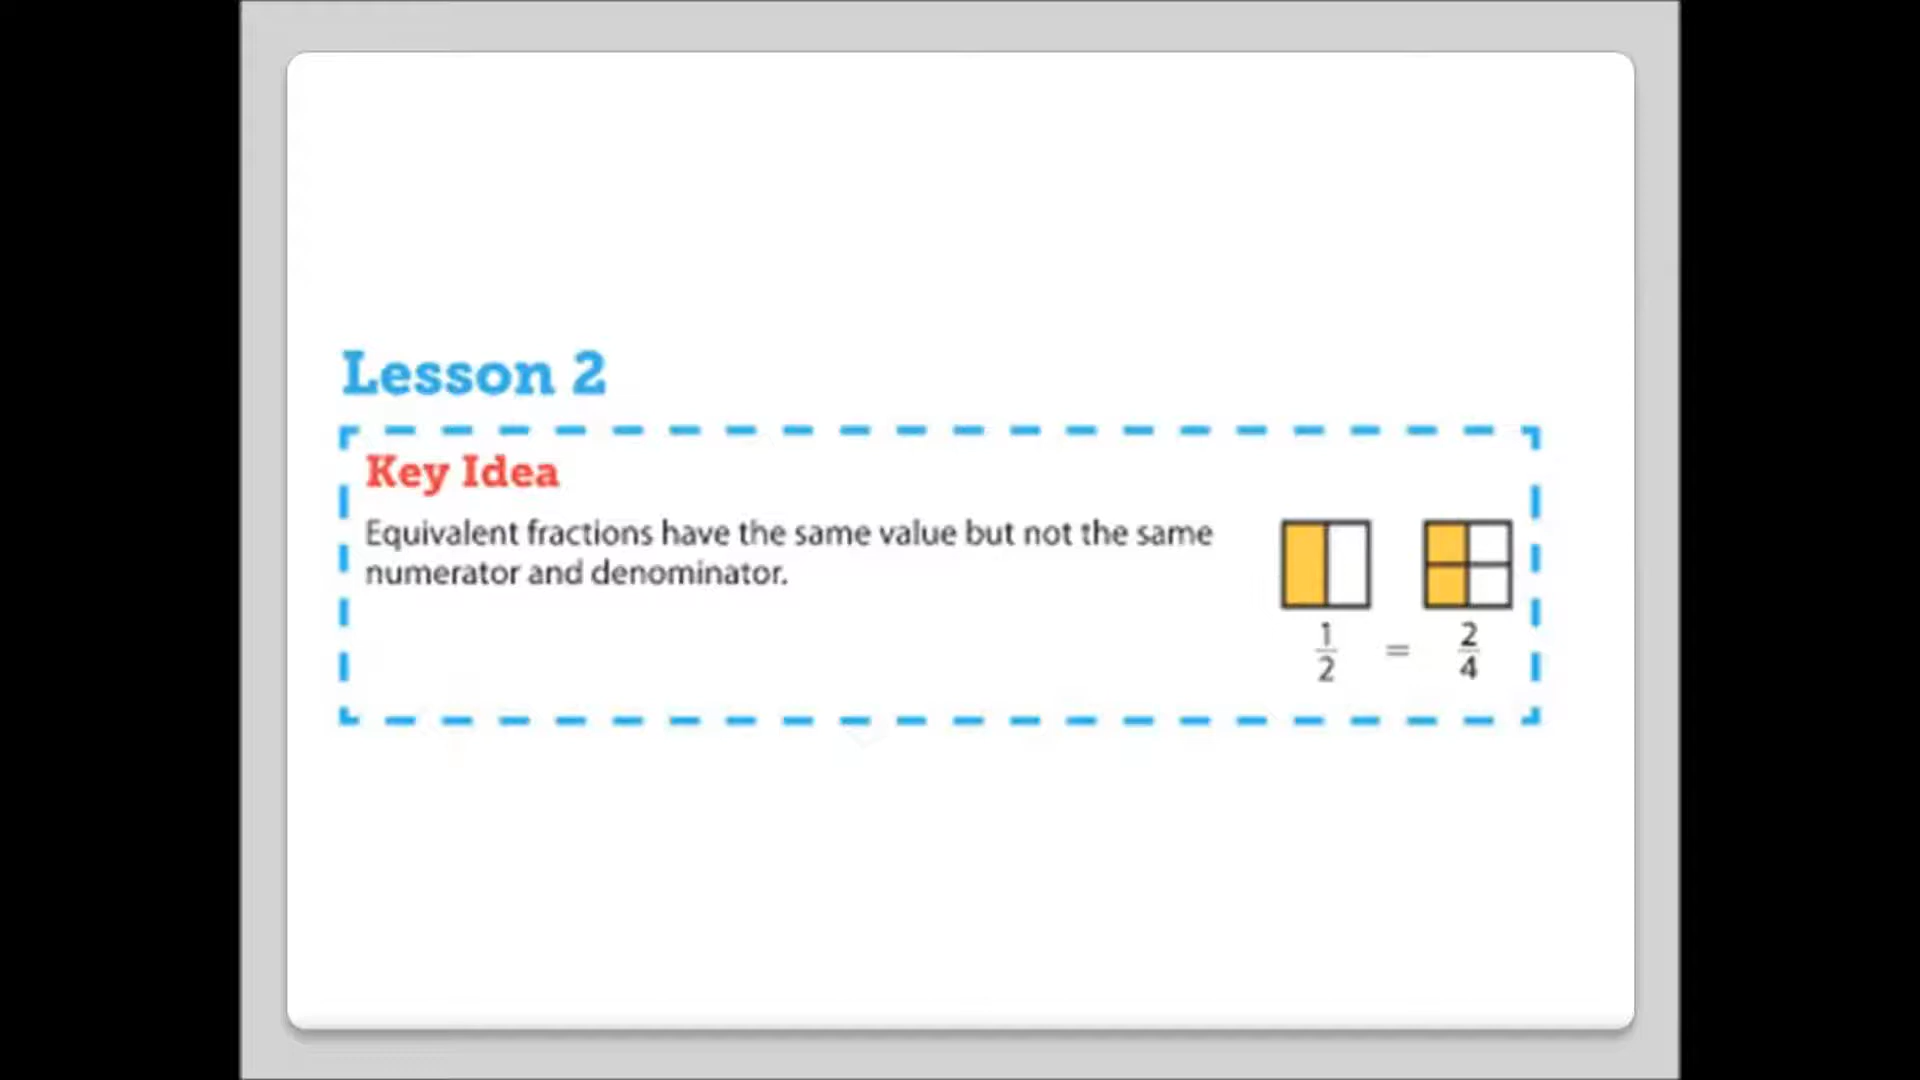 Lesson 2
Key Idea
Equivalent fractions have the same value but not the same
numerator and denominator.
1/2 = 2/4